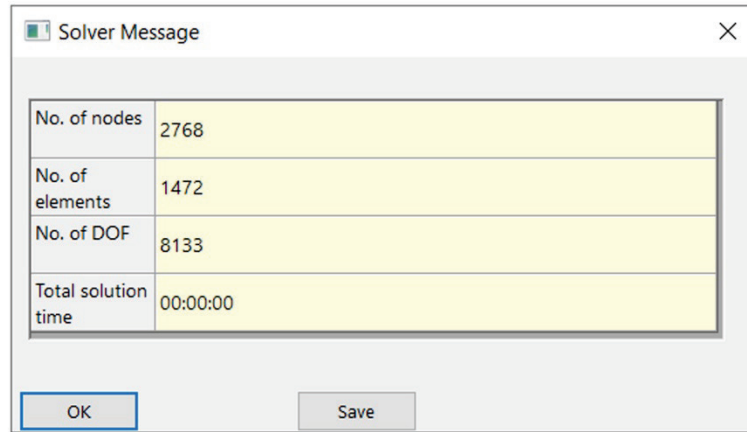 Solver Message
No. of nodes
2768
No. of
elements
1472
No. of DOF
8133
Total solution
time
00:00:00
OK
Save